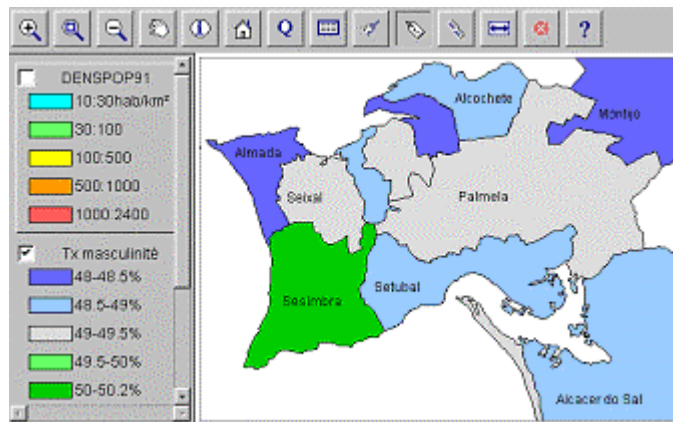 Q ?
DENSPOP91
10:30hab/km²
30:100
100:500
500:1000
1000:2400
Tx masculinité
48-48.5%
48.5-49%
49-49.5%
49.5-50%
50-50.2%
Alcochete
Montijo
Almada
Seixal
Palmela
Sesimbra
Setubal
Alcacer do Sal